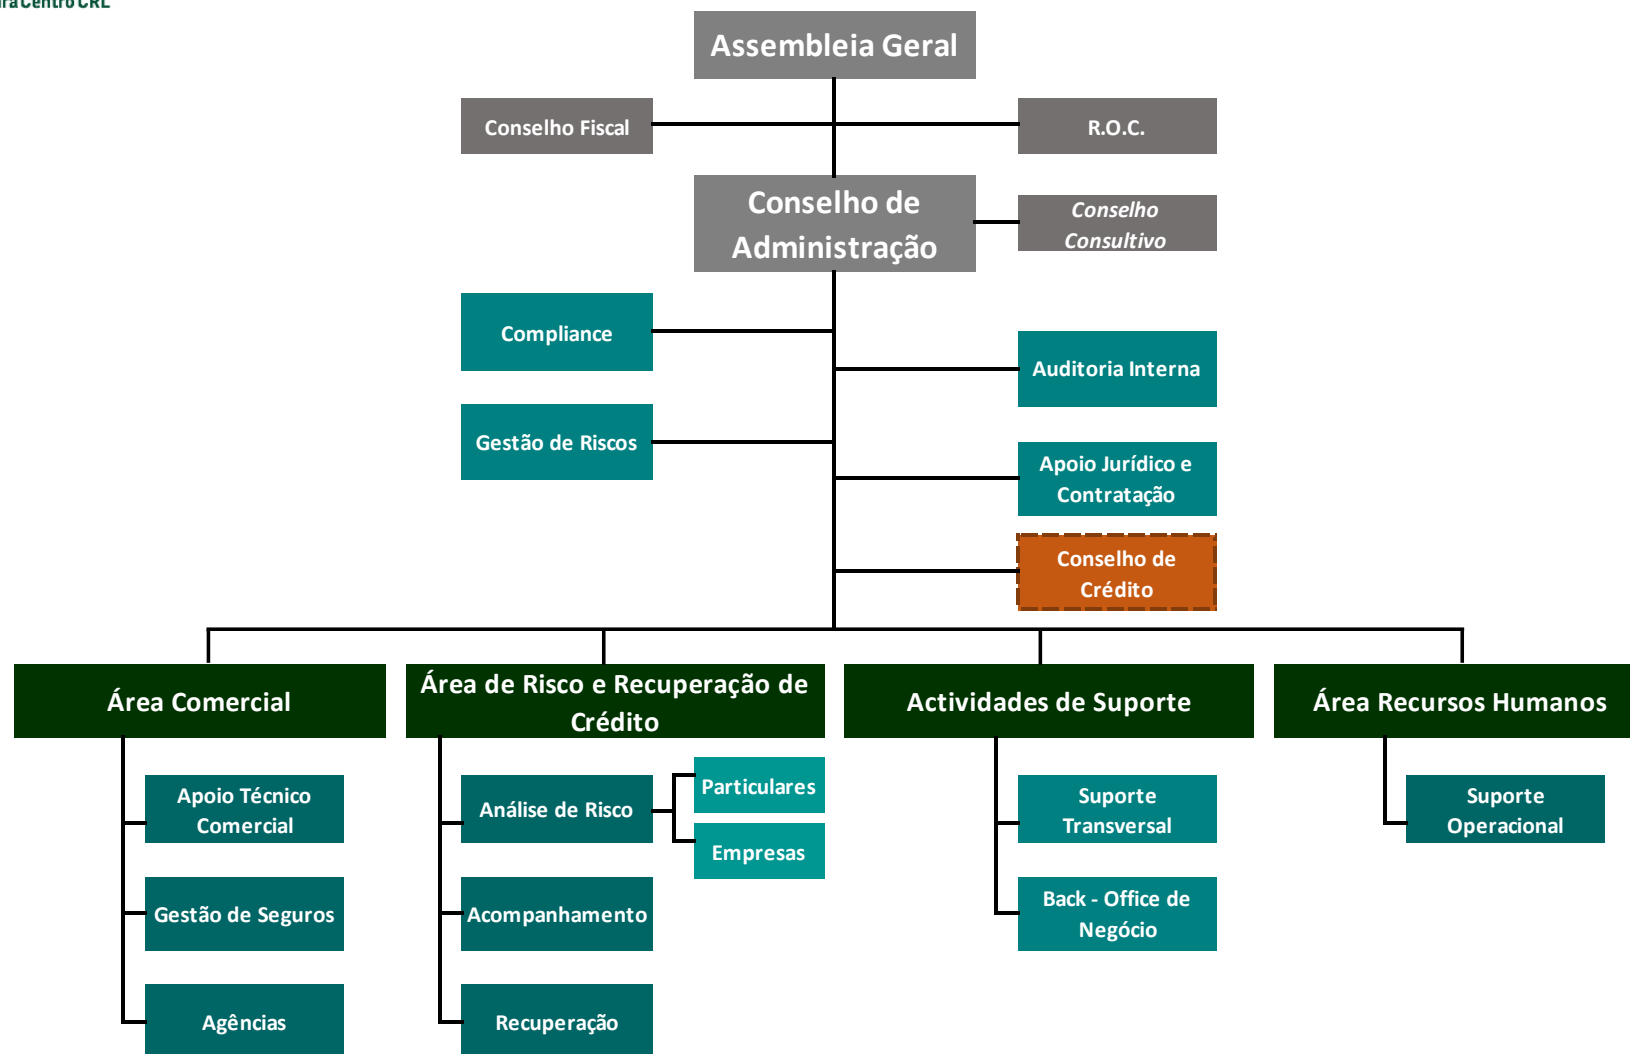 Centro CRL
Assembleia Geral
Conselho Fiscal
R.O.C.
Conselho de
Administração
Conselho
Consultivo
Compliance
Auditoria Interna
Gestão de Riscos
Apoio Jurídico e
Contratação
Conselho de
Crédito
Área Comercial
Área de Risco e Recuperação de
Crédito
Actividades de Suporte
Área Recursos Humanos
Apoio Técnico
Comercial
Gestão de Seguros
Agências
Análise de Risco
Particulares
Empresas
Acompanhamento
Recuperação
Suporte
Transversal
Back - Office de
Negócio
Suporte
Operacional